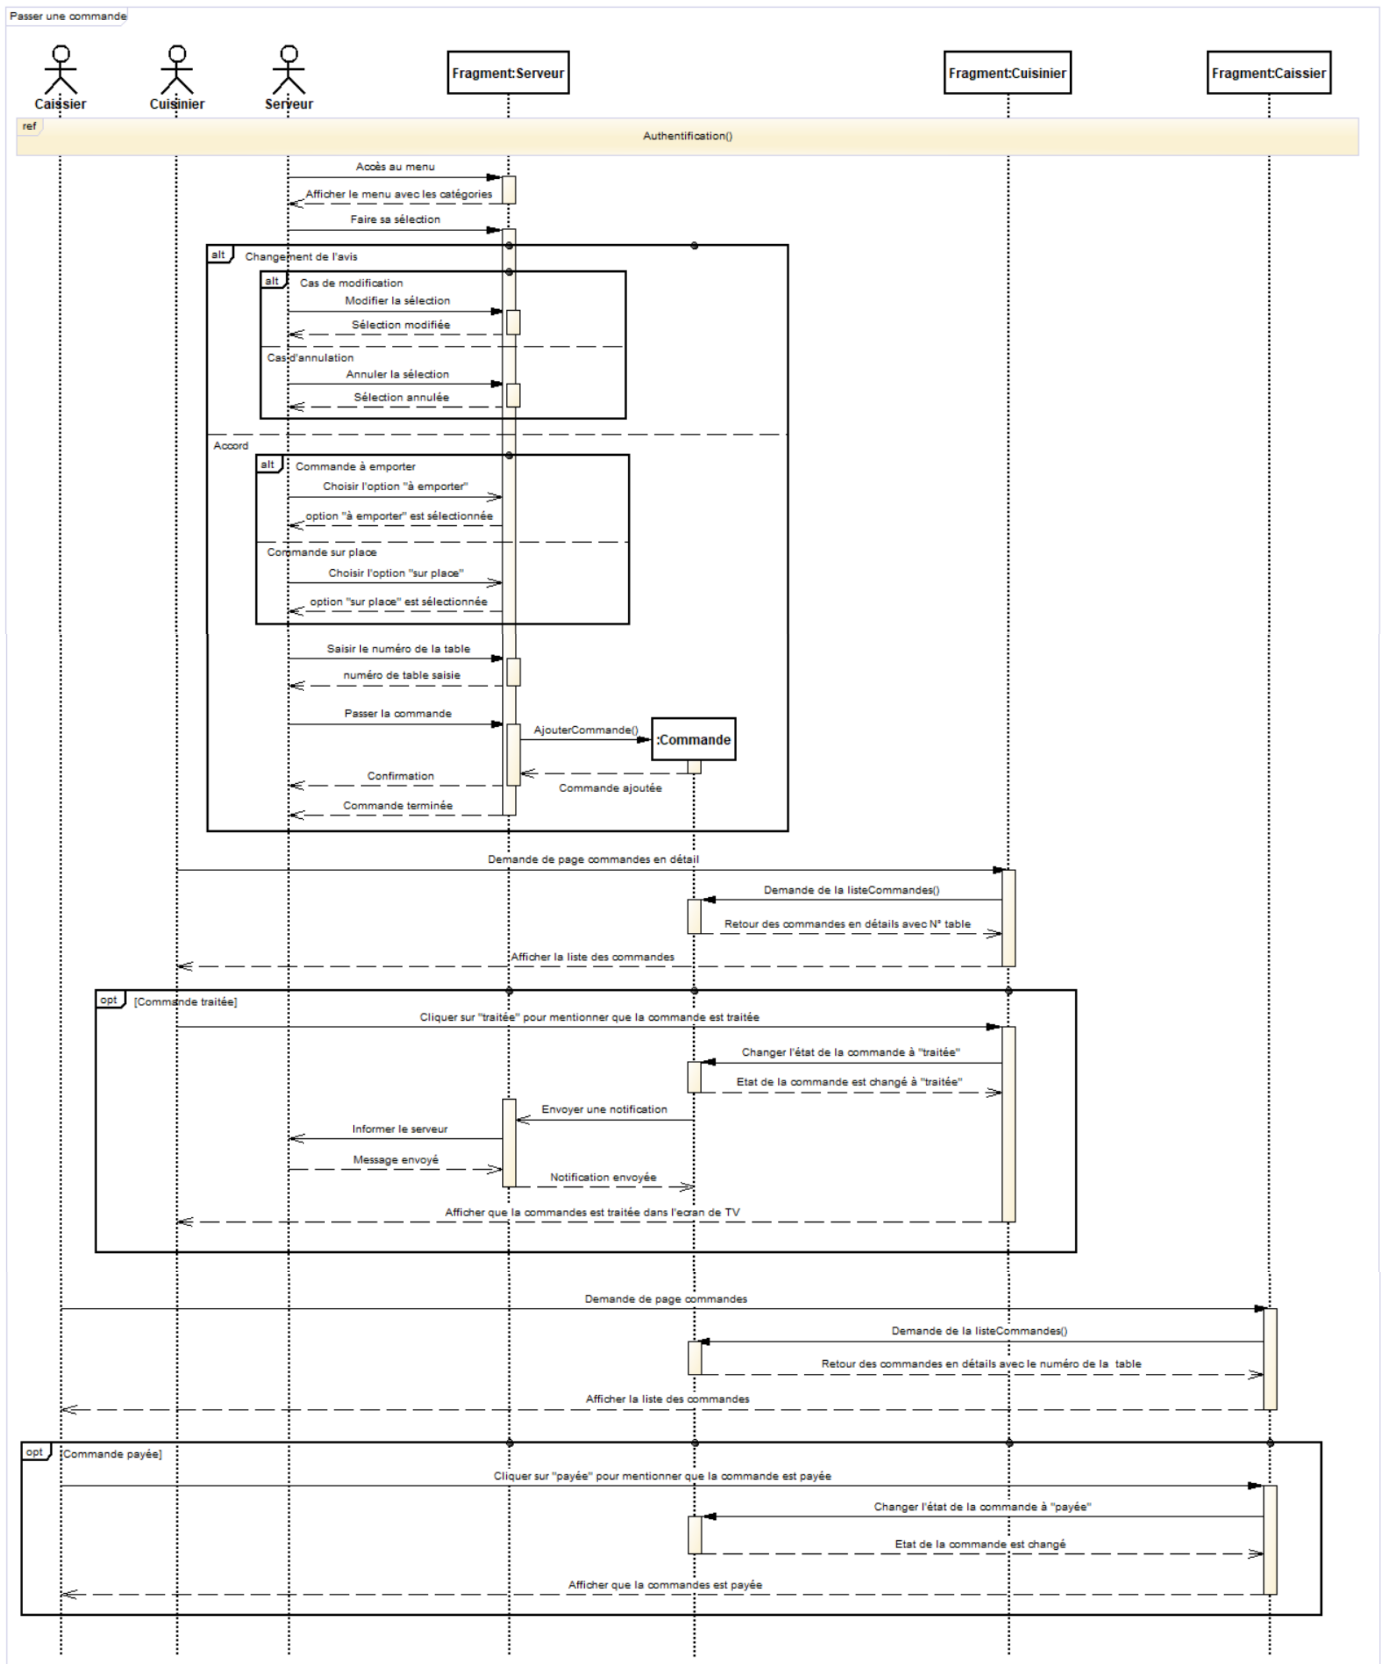 Passer une commande
Fragment:Serveur
Fragment:Cuisinier
Fragment:Caissier
Caissier
Cuisinier
Serveur
ref
Authentification()
Accès au menu
Afficher le menu avec les catégories
Faire sa sélection
alt
Changement de l'avis
alt
Cas de modification
Modifier la sélection
Sélection modifiée
Cas d'annulation
Annuler la sélection
Sélection annulée
Accord
alt
Commande à emporter
Choisir l'option "à emporter"
option "à emporter" est sélectionnée
Commande sur place
Choisir l'option "sur place"
option "sur place" est sélectionnée
Saisir le numéro de la table
numéro de table saisie
Passer la commande
AjouterCommande()
:Commande
Confirmation
Commande ajoutée
Commande terminée
Demande de page commandes en détail
Demande de la listeCommandes()
Retour des commandes en détails avec N° table
Afficher la liste des commandes
opt
[Commande traitée]
Cliquer sur "traitée" pour mentionner que la commande est traitée
Changer l'état de la commande à "traitée"
Etat de la commande est changé à "traitée"
Envoyer une notification
Informer le serveur
Message envoyé
Notification envoyée
Afficher que la commandes est traitée dans l'ecran de TV
Demande de page commandes
Demande de la listeCommandes()
Retour des commandes en détails avec le numéro de la table
Afficher la liste des commandes
opt
[Commande payée]
Cliquer sur "payée" pour mentionner que la commande est payée
Changer l'état de la commande à "payée"
Etat de la commande est changé
Afficher que la commandes est payée